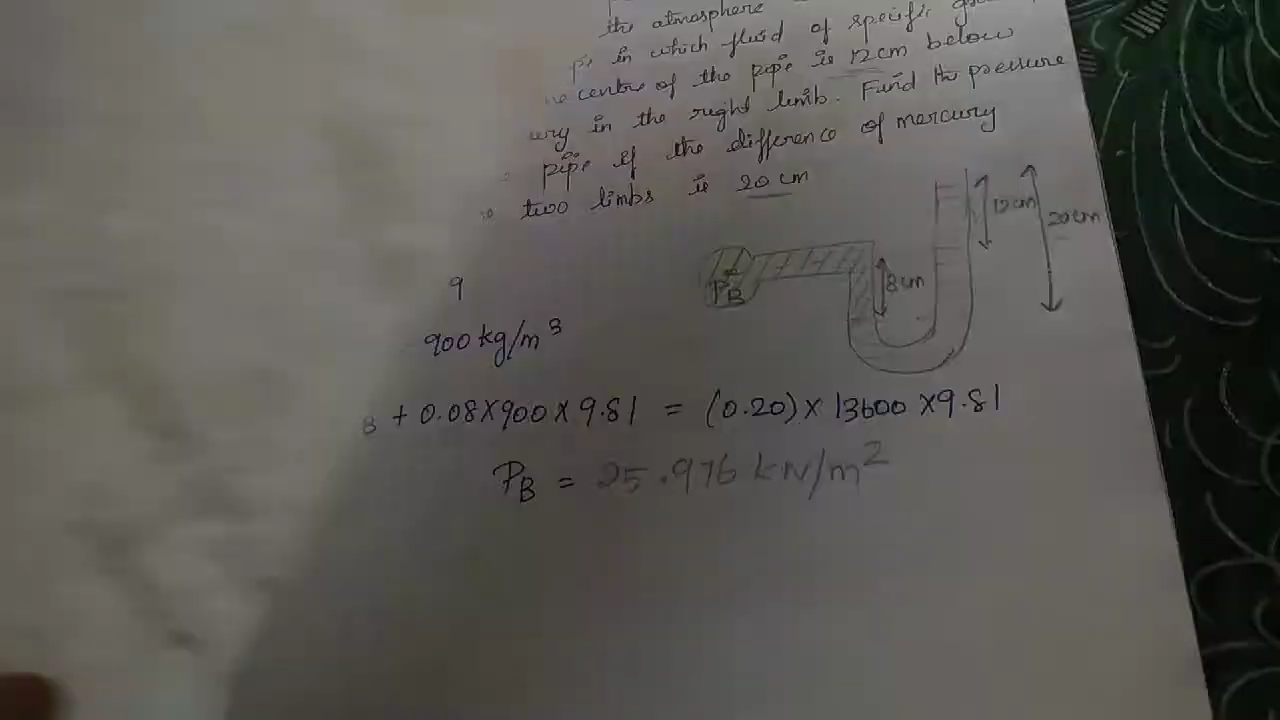 the atmosphere
in which fluid of specific
centre of the pipe is 12cm below
in the right limb. Find the pressure
pipe if the difference of mercury
two limbs is 20 cm
12cm
20cm
8cm
PB
9
900 kg/m3
+ 0.08×900×9.81 = (0.20)×13600×9.81
PB = 25.976 kN/m2